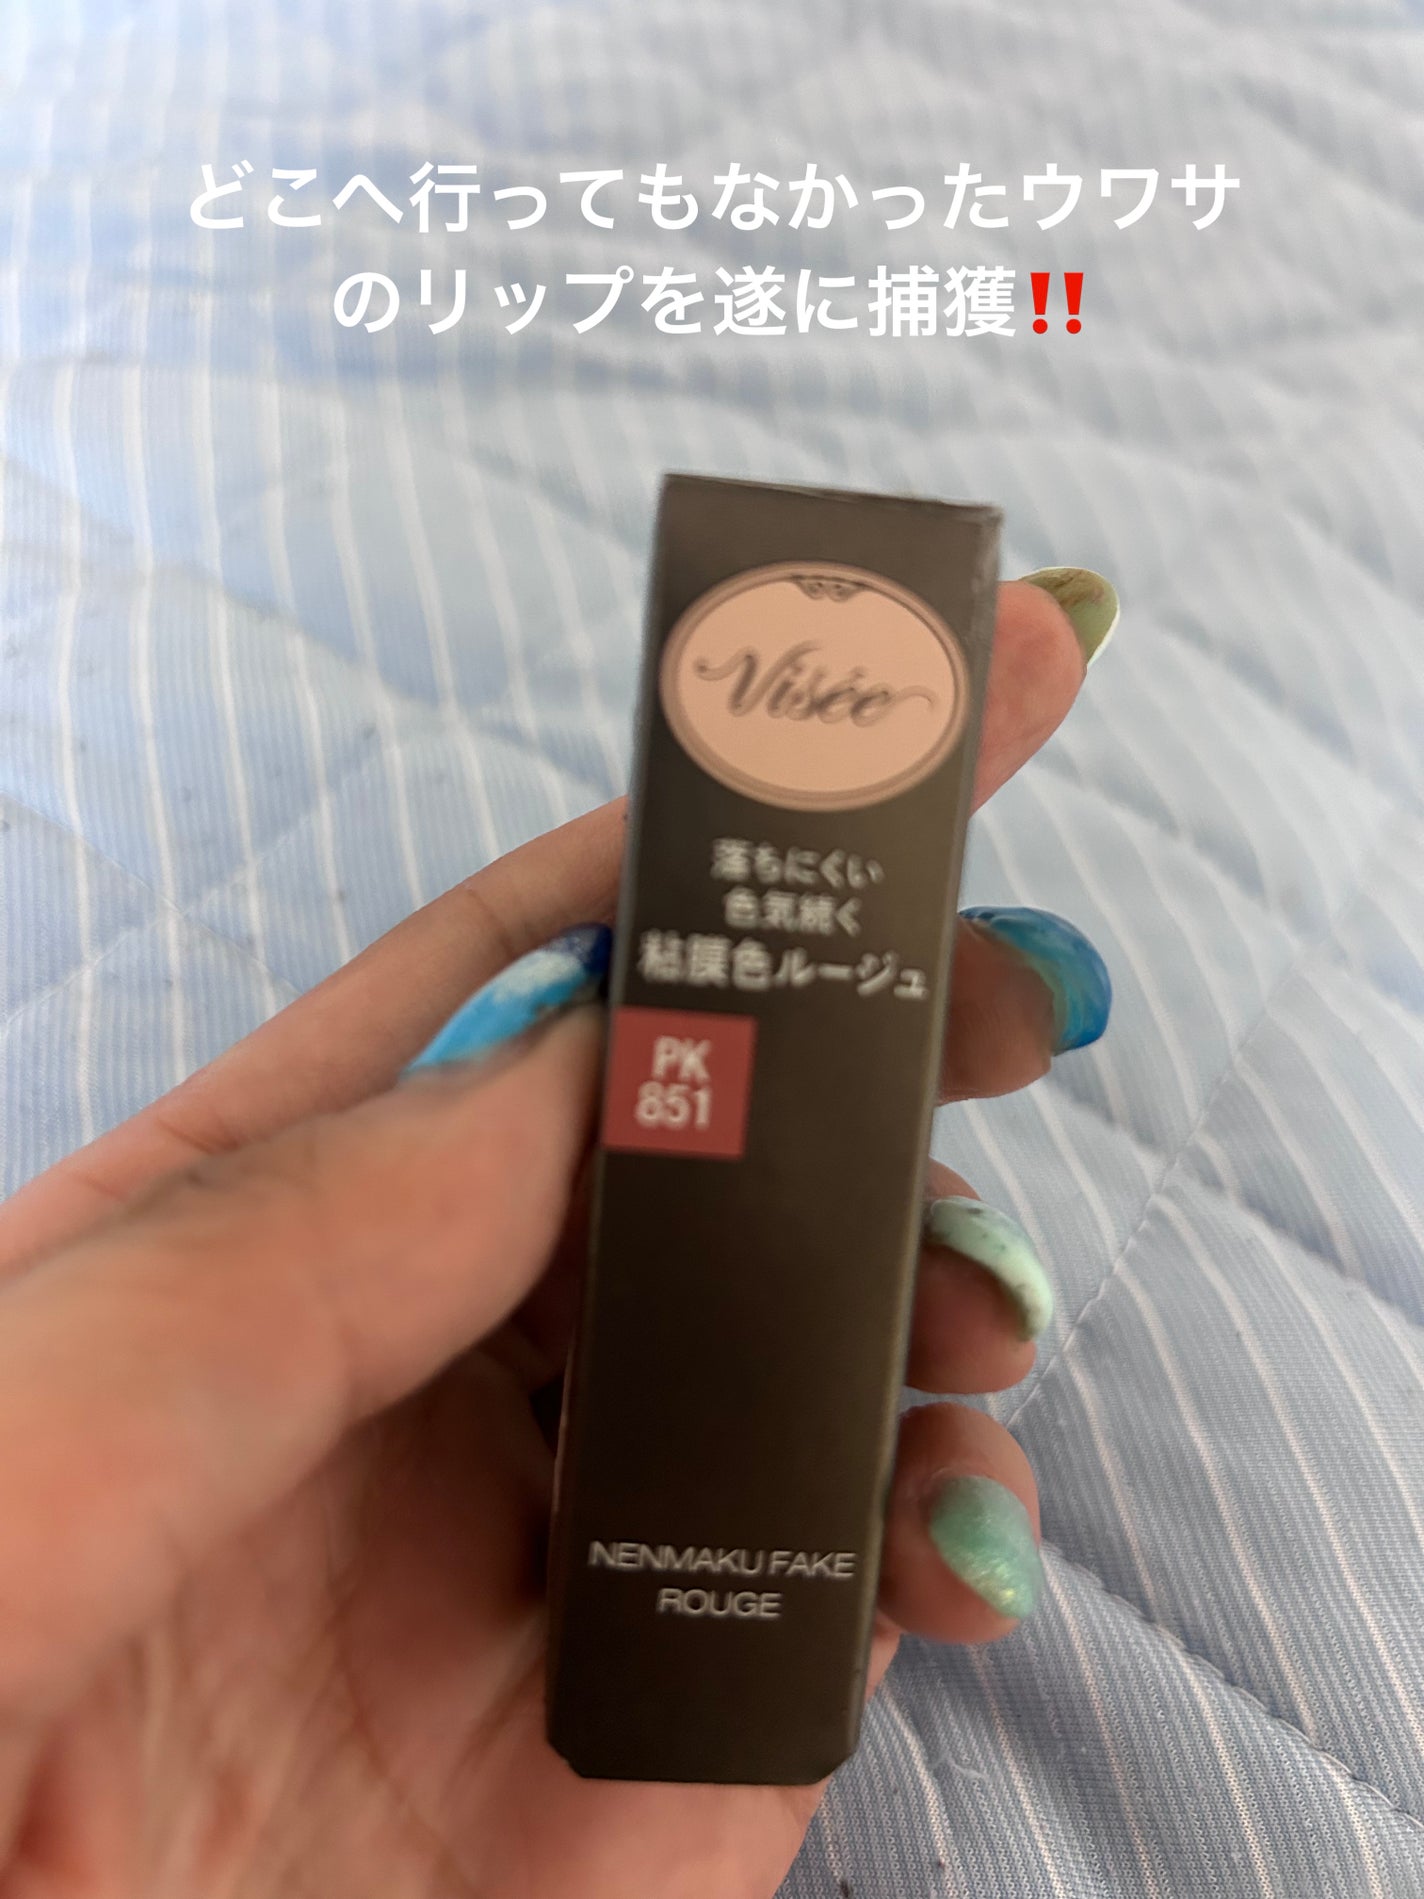 どこへ行ってもなかったウワサ
のリップを遂に捕獲‼️
Visée
落ちにくい
色気続く
粘膜色ルージュ
PK
851
NENMAKU FAKE
ROUGE